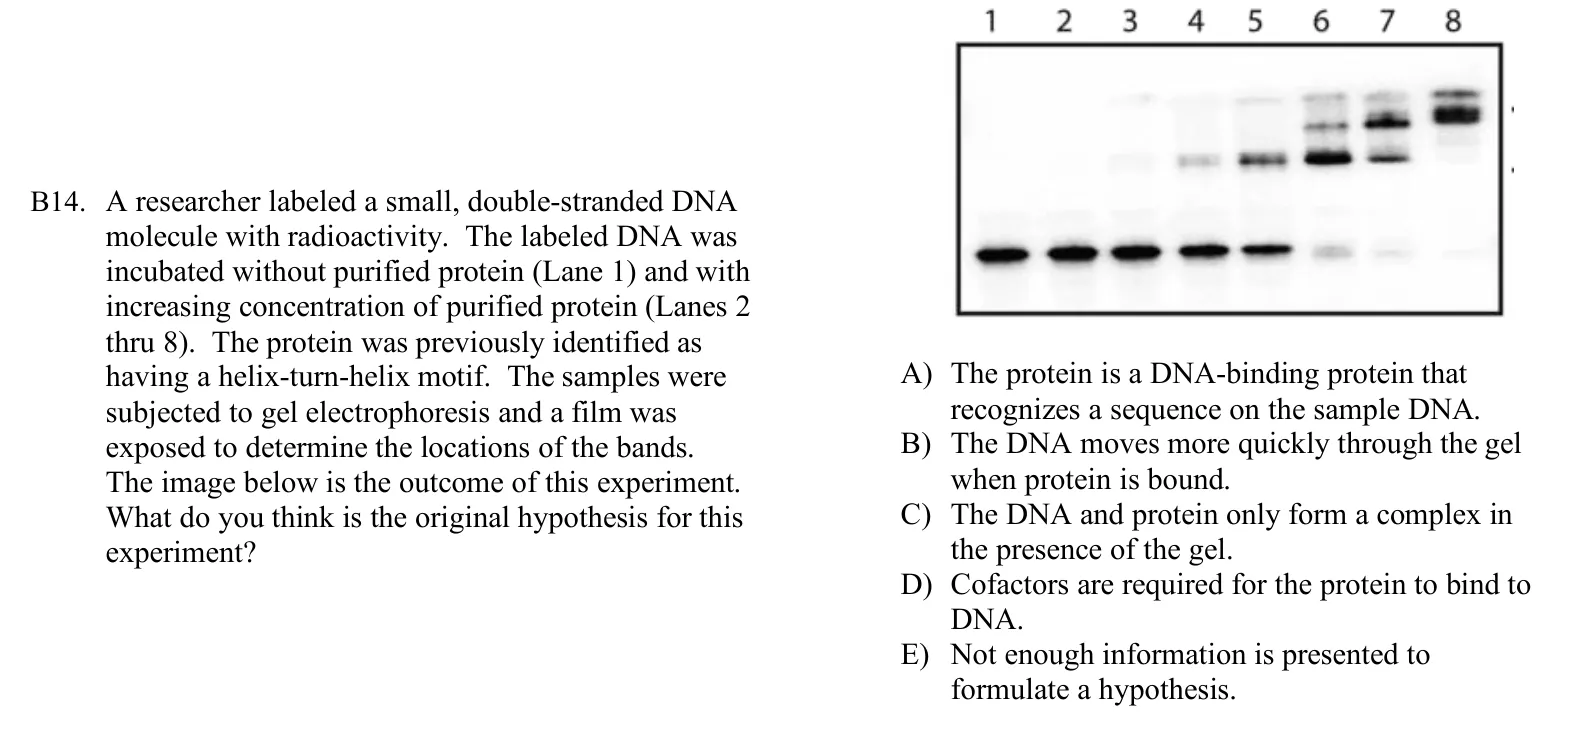 B14. A researcher labeled a small, double-stranded DNA
molecule with radioactivity. The labeled DNA was
incubated without purified protein (Lane 1) and with
increasing concentration of purified protein (Lanes 2
thru 8). The protein was previously identified as
having a helix-turn-helix motif. The samples were
subjected to gel electrophoresis and a film was
exposed to determine the locations of the bands.
The image below is the outcome of this experiment.
What do you think is the original hypothesis for this
experiment?
1 2 3 4 5 6 7 8
A) The protein is a DNA-binding protein that
recognizes a sequence on the sample DNA.
B) The DNA moves more quickly through the gel
when protein is bound.
C) The DNA and protein only form a complex in
the presence of the gel.
D) Cofactors are required for the protein to bind to
DNA.
E) Not enough information is presented to
formulate a hypothesis.